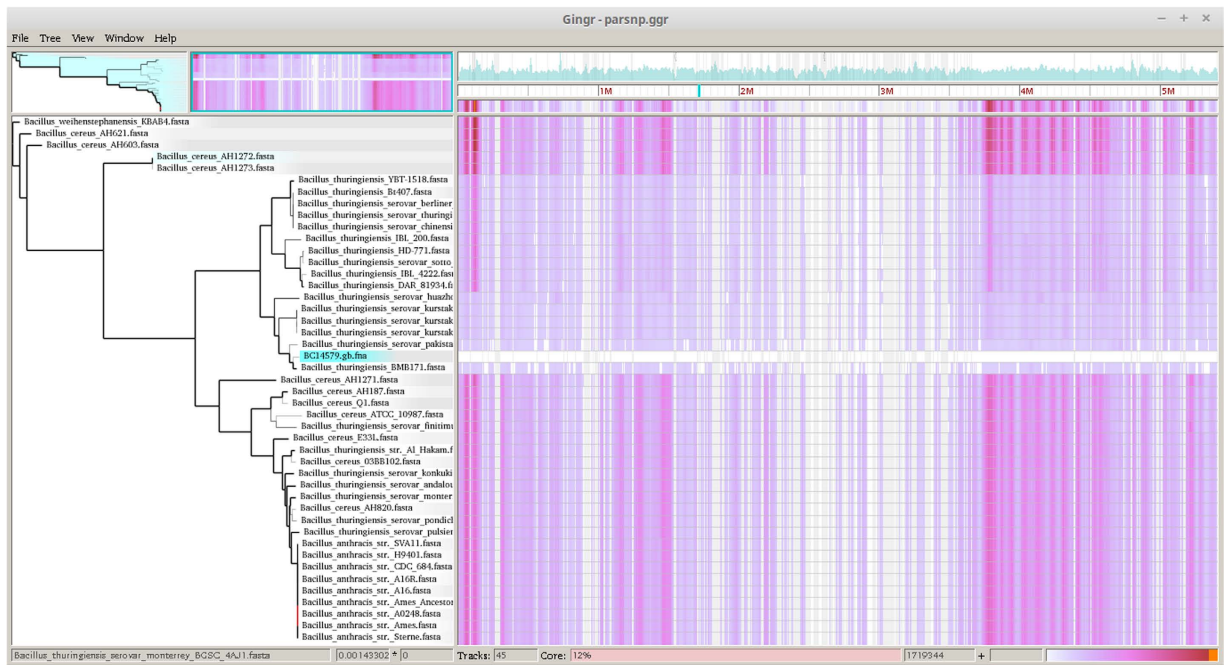 Gingr - parsnp.ggr
File Tree View Window Help
1M 2M 3M 4M 5M
Bacillus_weihenstephanensis_KBAB4.fasta
Bacillus_cereus_AH621.fasta
Bacillus_cereus_AH603.fasta
Bacillus_cereus_AH1272.fasta
Bacillus_cereus_AH1273.fasta
Bacillus_thuringiensis_YBT-1518.fasta
Bacillus_thuringiensis_Bt407.fasta
Bacillus_thuringiensis_serovar_berliner
Bacillus_thuringiensis_serovar_thuringi
Bacillus_thuringiensis_serovar_chinensi
Bacillus_thuringiensis_IBL_200.fasta
Bacillus_thuringiensis_HD-771.fasta
Bacillus_thuringiensis_serovar_sotto_
Bacillus_thuringiensis_IBL_4222.fas
Bacillus_thuringiensis_DAR_81934.f
Bacillus_thuringiensis_serovar_huazh
Bacillus_thuringiensis_serovar_kurstak
Bacillus_thuringiensis_serovar_kurstak
Bacillus_thuringiensis_serovar_kurstak
Bacillus_thuringiensis_serovar_pakista
BC14579.gb.fna
Bacillus_thuringiensis_BMB171.fasta
Bacillus_cereus_AH1271.fasta
Bacillus_cereus_AH187.fasta
Bacillus_cereus_Q1.fasta
Bacillus_cereus_ATCC_10987.fasta
Bacillus_thuringiensis_serovar_finitim
Bacillus_cereus_E33L.fasta
Bacillus_thuringiensis_str._Al_Hakam.f
Bacillus_cereus_03BB102.fasta
Bacillus_thuringiensis_serovar_konkuki
Bacillus_thuringiensis_serovar_andalou
Bacillus_thuringiensis_serovar_monter
Bacillus_cereus_AH820.fasta
Bacillus_thuringiensis_serovar_pondicl
Bacillus_thuringiensis_serovar_pulsier
Bacillus_anthracis_str._SVA11.fasta
Bacillus_anthracis_str._H9401.fasta
Bacillus_anthracis_str._CDC_684.fasta
Bacillus_anthracis_str._A16R.fasta
Bacillus_anthracis_str._A16.fasta
Bacillus_anthracis_str._Ames_Ancesto
Bacillus_anthracis_str._A0248.fasta
Bacillus_anthracis_str._Ames.fasta
Bacillus_anthracis_str._Sterne.fasta
Bacillus_thuringiensis_serovar_monterrey_BGSC_4AJ1.fasta 0.00143302 ± 0 Tracks: 45 Core: 12% 1719344 +